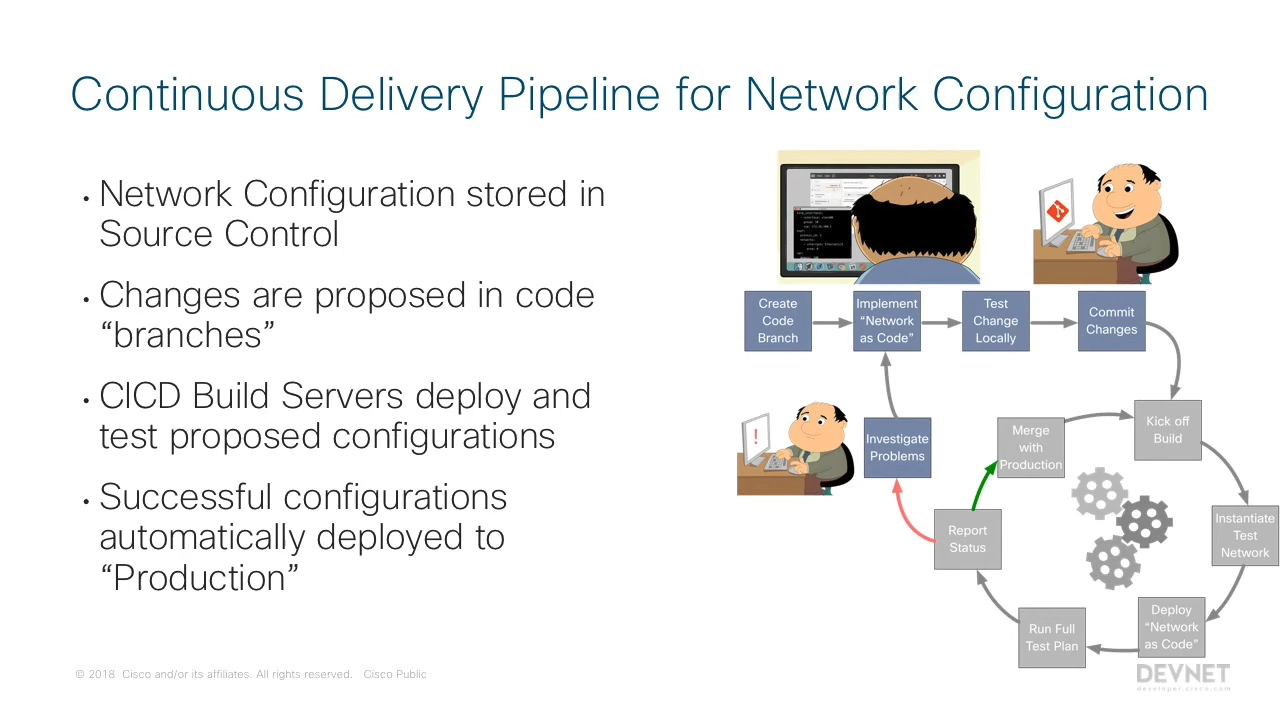 Continuous Delivery Pipeline for Network Configuration
• Network Configuration stored in
Source Control
• Changes are proposed in code
“branches”
• CICD Build Servers deploy and
test proposed configurations
• Successful configurations
automatically deployed to
“Production”
Create
Code
Branch
Implement
“Network
as Code”
Test
Change
Locally
Commit
Changes
!
Investigate
Problems
Merge
with
Production
Kick off
Build
Report
Status
Instantiate
Test
Network
Run Full
Test Plan
Deploy
“Network
as Code”
© 2018 Cisco and/or its affiliates. All rights reserved. Cisco Public
DEVNET
developer.cisco.com